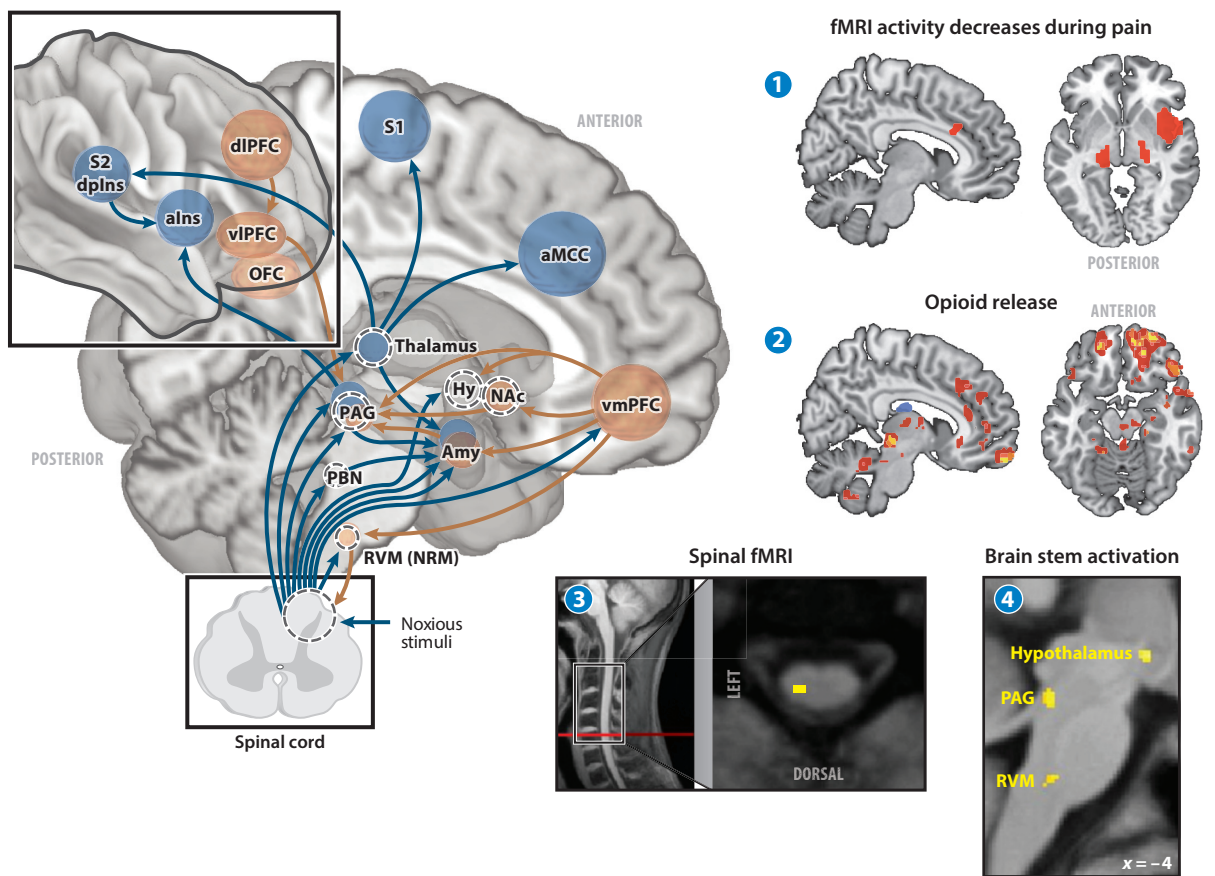 S1
ANTERIOR
dlPFC
S2
dpIns
aIns
vlPFC
OFC
aMCC
Thalamus
Hy
NAc
vmPFC
PAG
Amy
POSTERIOR
PBN
RVM (NRM)
Noxious
stimuli
Spinal cord
fMRI activity decreases during pain
1
POSTERIOR
Opioid release
ANTERIOR
2
Spinal fMRI
3
LEFT
DORSAL
Brain stem activation
4
Hypothalamus
PAG
RVM
x = –4